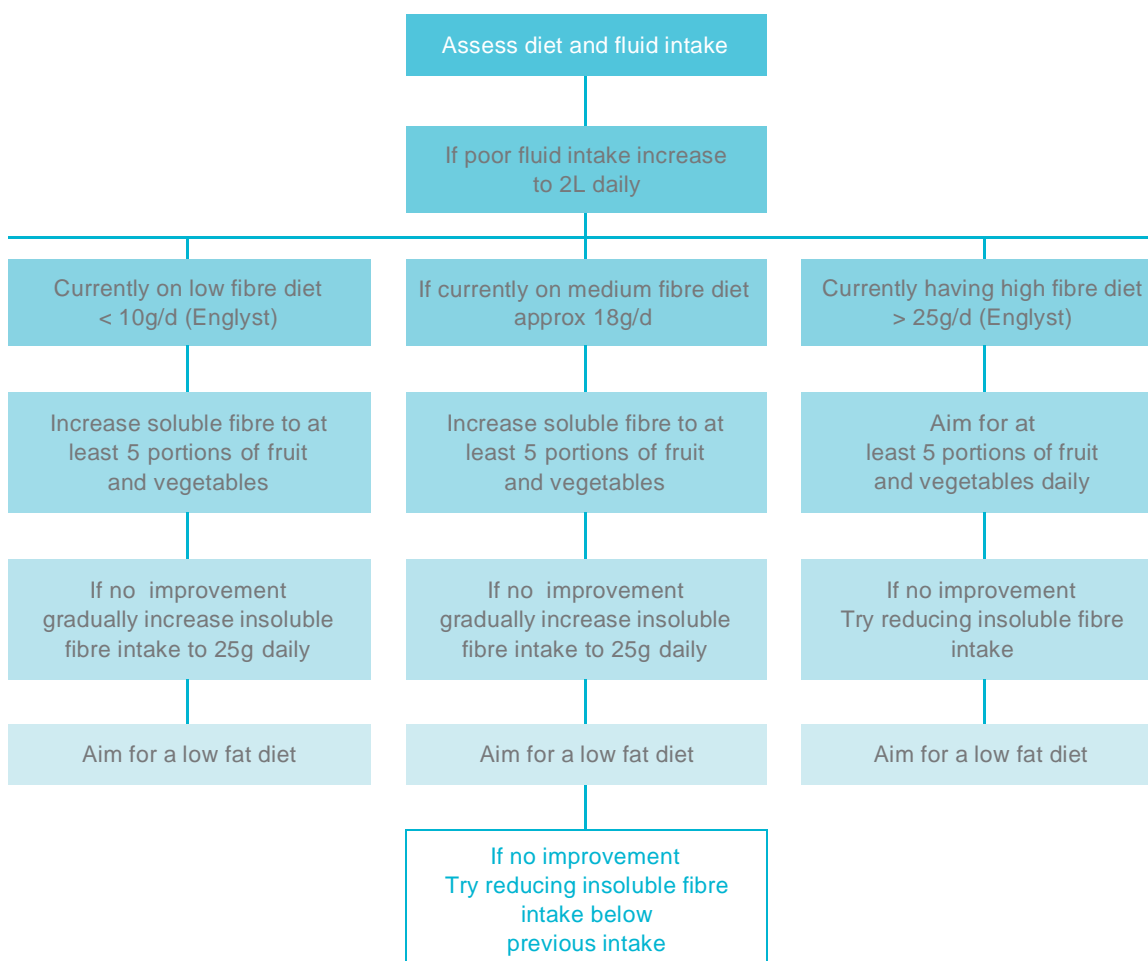 Assess diet and fluid intake
If poor fluid intake increase
to 2L daily
Currently on low fibre diet
< 10g/d (Englyst)
If currently on medium fibre diet
approx 18g/d
Currently having high fibre diet
> 25g/d (Englyst)
Increase soluble fibre to at
least 5 portions of fruit
and vegetables
Increase soluble fibre to at
least 5 portions of fruit
and vegetables
Aim for at
least 5 portions of fruit
and vegetables daily
If no improvement
gradually increase insoluble
fibre intake to 25g daily
If no improvement
gradually increase insoluble
fibre intake to 25g daily
If no improvement
Try reducing insoluble fibre
intake
Aim for a low fat diet
Aim for a low fat diet
Aim for a low fat diet
If no improvement
Try reducing insoluble fibre
intake below
previous intake